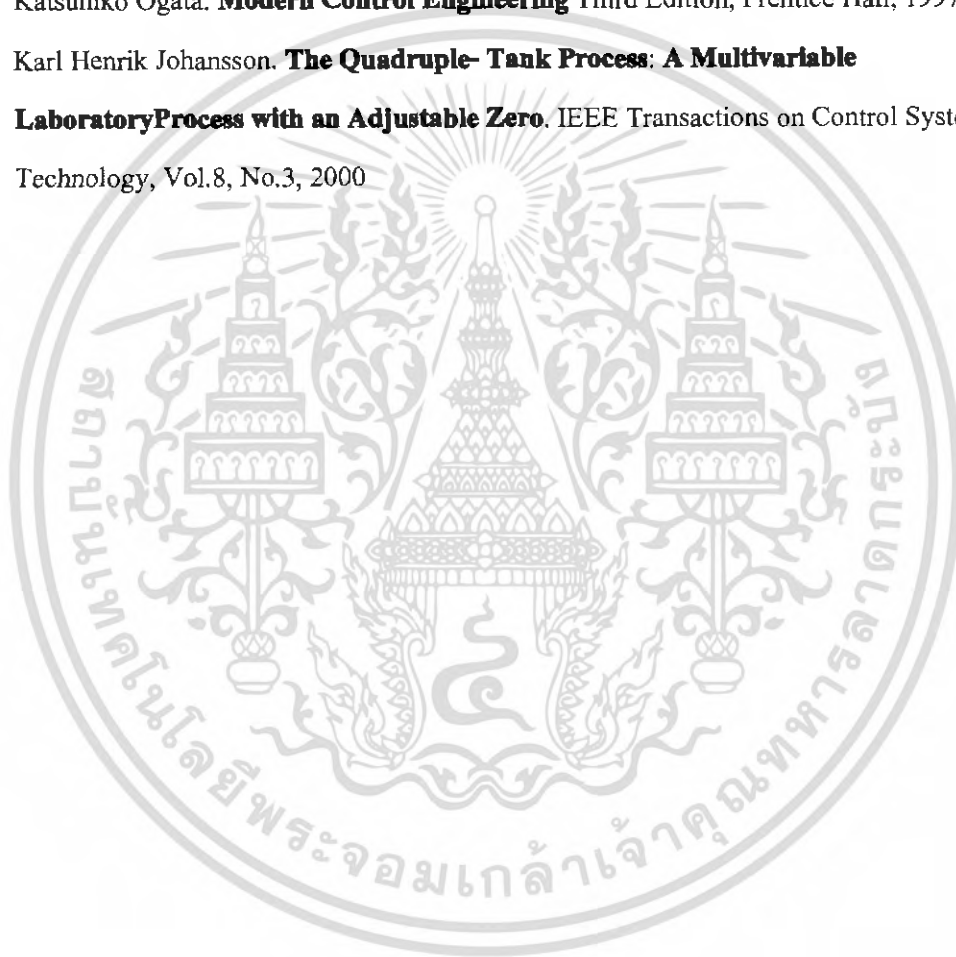 Katsuhiko Ogata. Modern Control Engineering Third Edition, Prentice Hall, 1997
Karl Henrik Johansson. The Quadruple- Tank Process: A Multivariable
LaboratoryProcess with an Adjustable Zero. IEEE Transactions on Control Syste
Technology, Vol.8, No.3, 2000
สถาบันเทคโนโลยีพระจอมเกล้าเจ้าคุณทหารลาดกระบัง